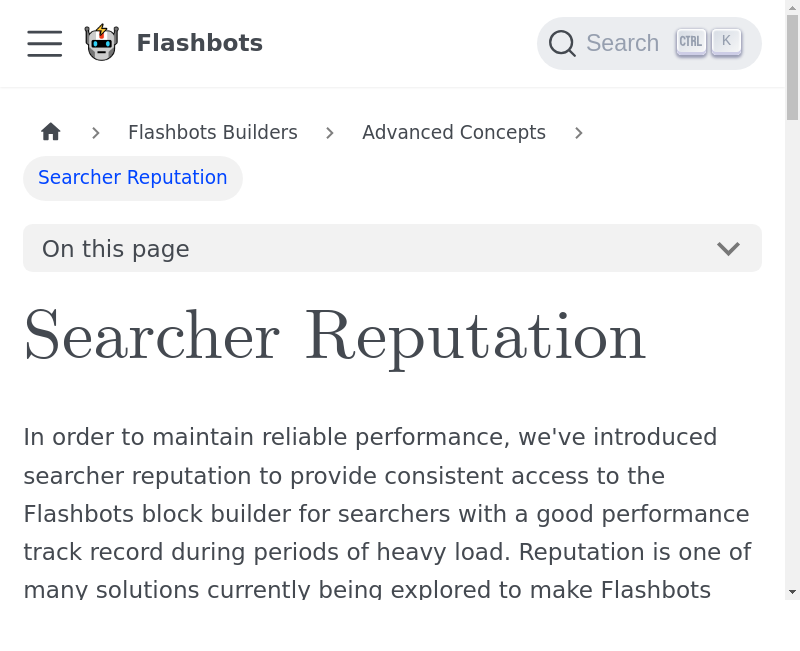 Flashbots
Search CTRL K
Flashbots Builders
Advanced Concepts
Searcher Reputation
On this page
Searcher Reputation
In order to maintain reliable performance, we've introduced
searcher reputation to provide consistent access to the
Flashbots block builder for searchers with a good performance
track record during periods of heavy load. Reputation is one of
many solutions currently being explored to make Flashbots